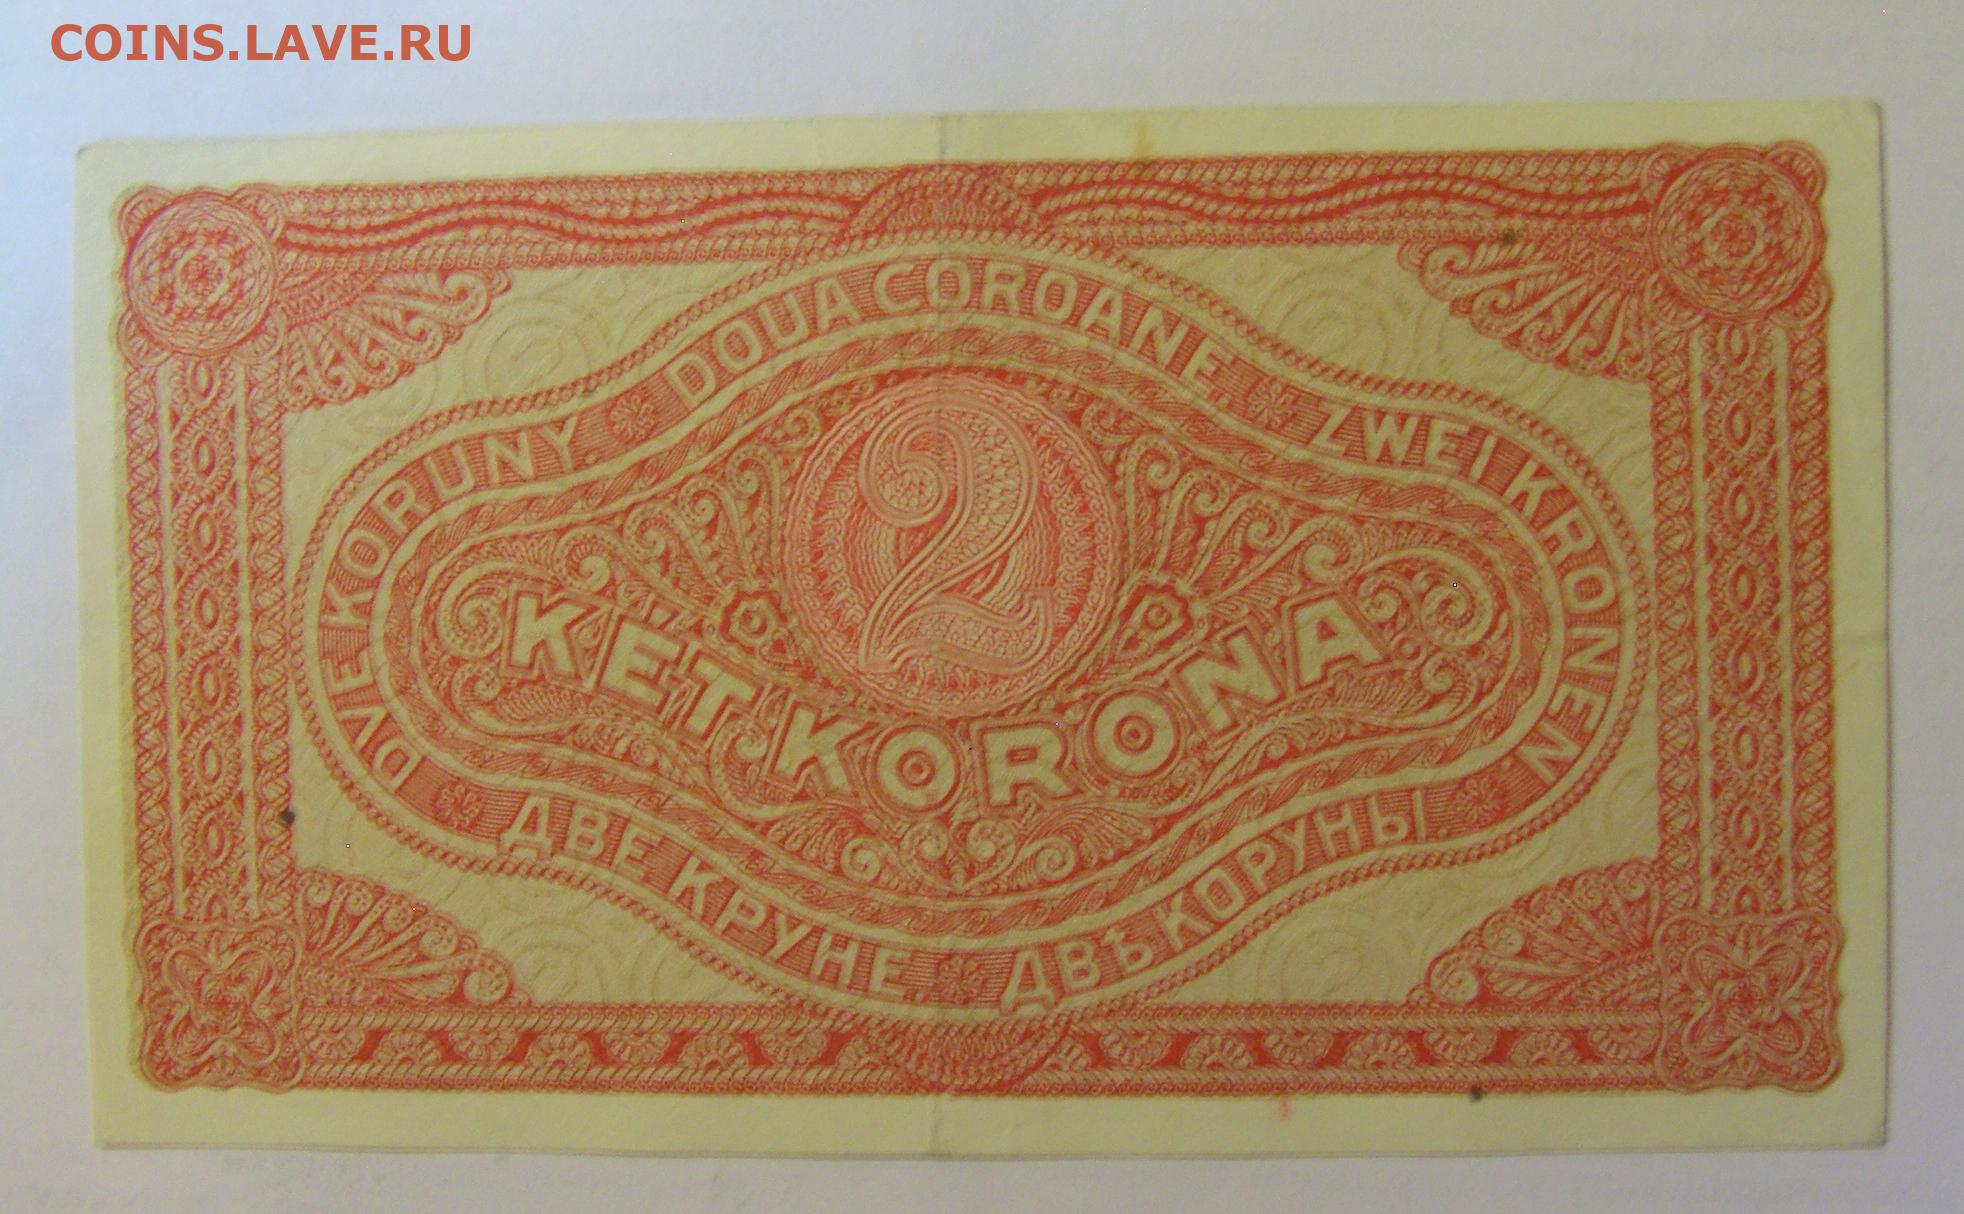 COINS.LAVE.RU
DVE KORUNY.
DOUA COROANE.
ZWEI KRONEN.
2
KÉT KORONA
ДВЕ КРУНЕ.
ДВѢ КОРУНЫ.